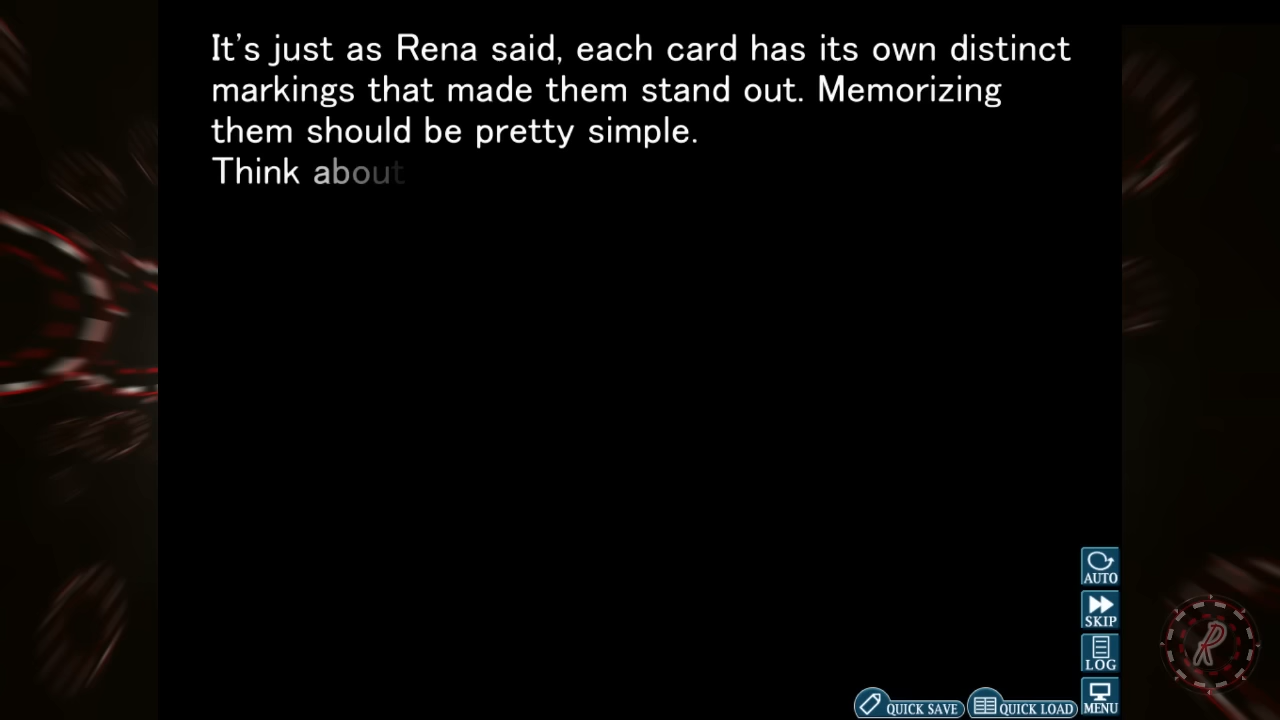 It's just as Rena said, each card has its own distinct
markings that made them stand out. Memorizing
them should be pretty simple.
Think about
AUTO
SKIP
LOG
MENU
QUICK SAVE
QUICK LOAD
R